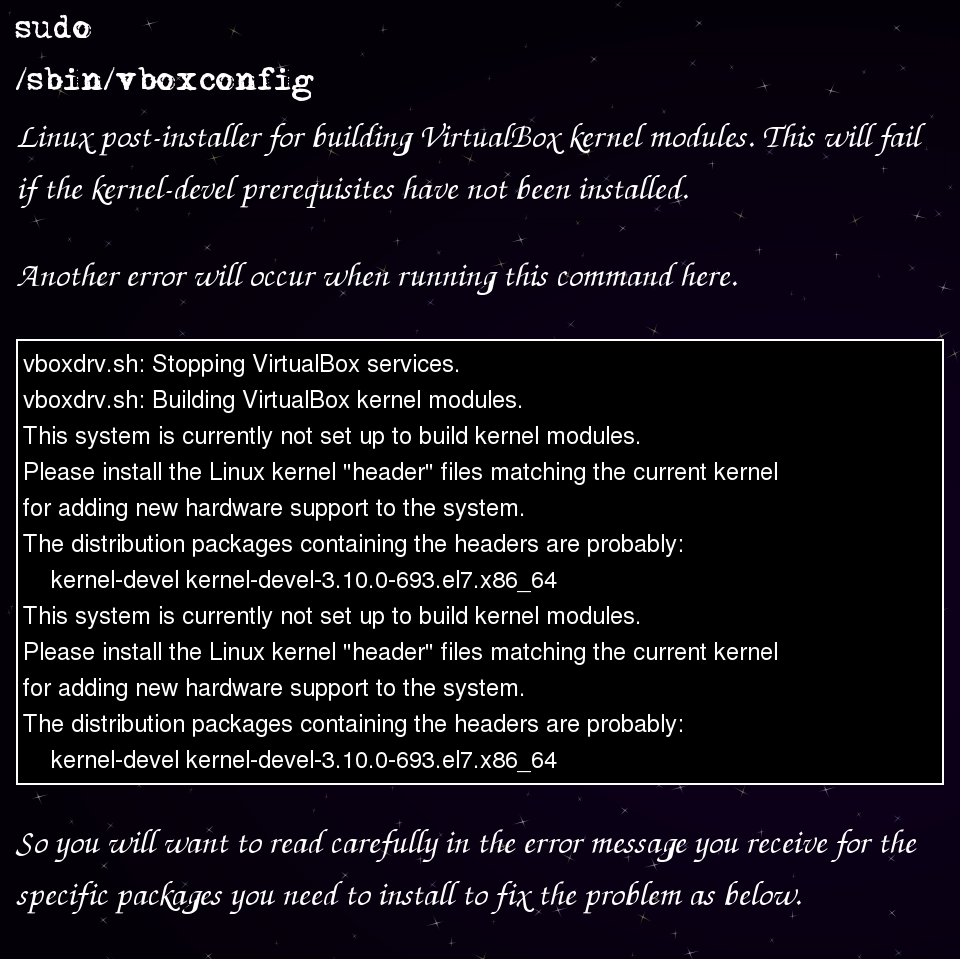 sudo
/sbin/vboxconfig
Linux post-installer for building VirtualBox kernel modules. This will fail
if the kernel-devel prerequisites have not been installed.
Another error will occur when running this command here.
vboxdrv.sh: Stopping VirtualBox services.
vboxdrv.sh: Building VirtualBox kernel modules.
This system is currently not set up to build kernel modules.
Please install the Linux kernel "header" files matching the current kernel
for adding new hardware support to the system.
The distribution packages containing the headers are probably:
    kernel-devel kernel-devel-3.10.0-693.el7.x86_64
This system is currently not set up to build kernel modules.
Please install the Linux kernel "header" files matching the current kernel
for adding new hardware support to the system.
The distribution packages containing the headers are probably:
    kernel-devel kernel-devel-3.10.0-693.el7.x86_64
So you will want to read carefully in the error message you receive for the
specific packages you need to install to fix the problem as below.